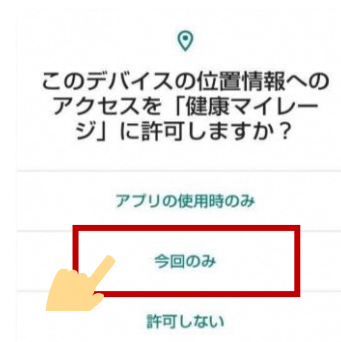 このデバイスの位置情報への
アクセスを「健康マイレー
ジ」に許可しますか？
アプリの使用時のみ
今回のみ
許可しない